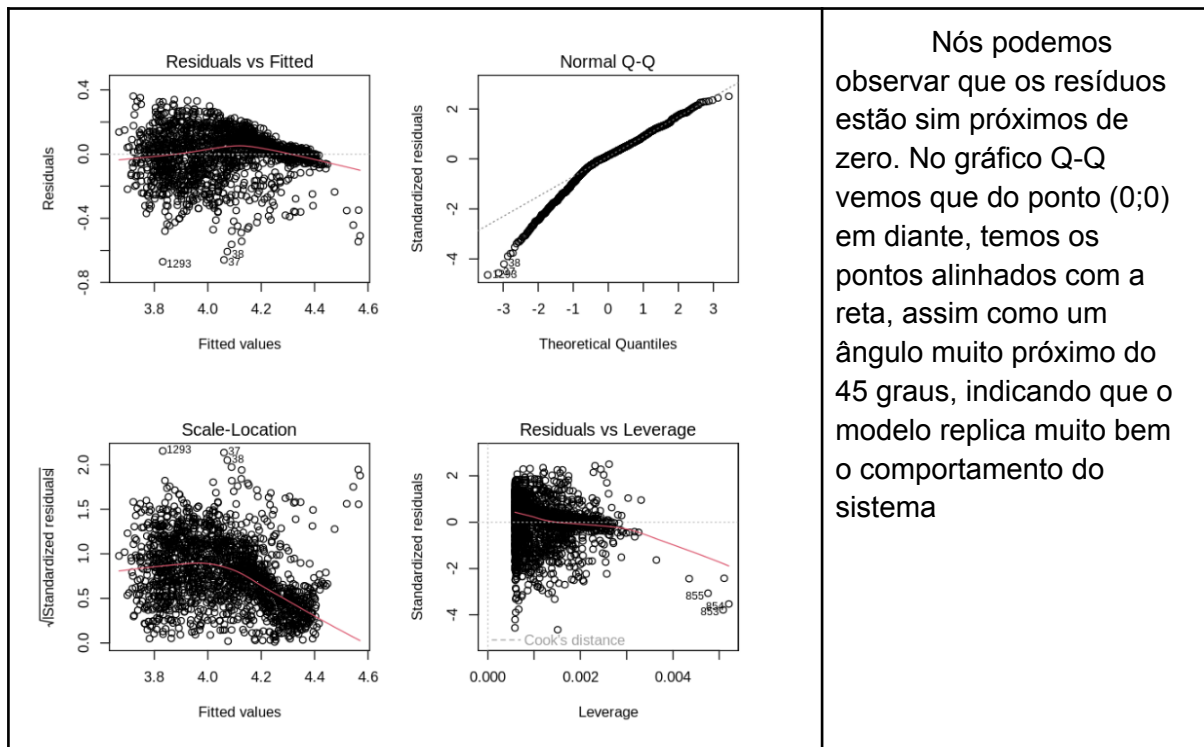 Residuals vs Fitted
Residuals
0.4
0.0
-0.4
-0.8
1293
38
37
3.8 4.0 4.2 4.4 4.6
Fitted values
Normal Q-Q
Standardized residuals
2
0
-2
-4
38
1293
-3 -2 -1 0 1 2 3
Theoretical Quantiles
Scale-Location
√|Standardized residuals|
2.0
1.5
1.0
0.5
0.0
1293
37
38
3.8 4.0 4.2 4.4 4.6
Fitted values
Residuals vs Leverage
Standardized residuals
2
0
-2
-4
855
854
853
Cook's distance
0.000 0.002 0.004
Leverage
Nós podemos
observar que os resíduos
estão sim próximos de
zero. No gráfico Q-Q
vemos que do ponto (0;0)
em diante, temos os
pontos alinhados com a
reta, assim como um
ângulo muito próximo do
45 graus, indicando que o
modelo replica muito bem
o comportamento do
sistema